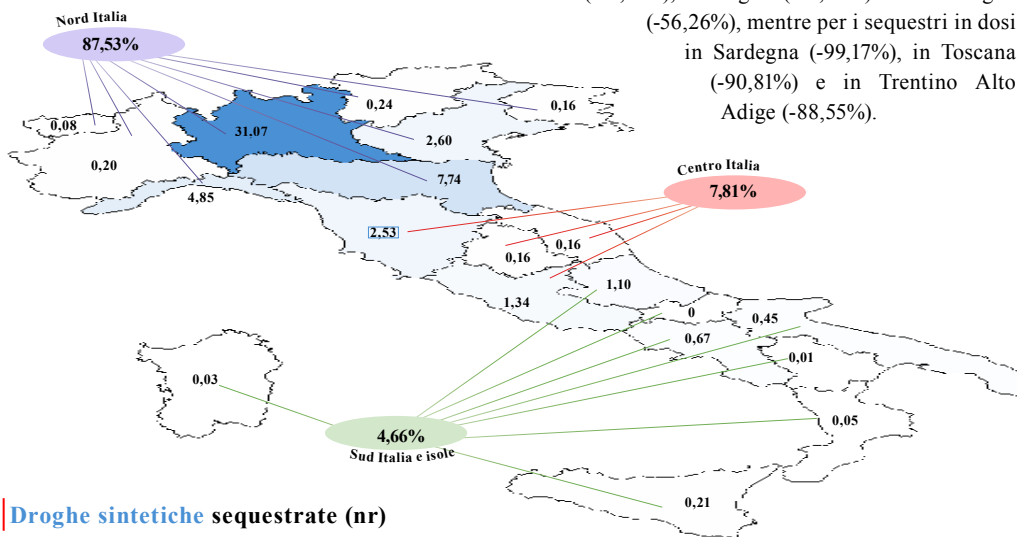 (-56,26%), mentre per i sequestri in dosi
in Sardegna (-99,17%), in Toscana
(-90,81%) e in Trentino Alto
Adige (-88,55%).
Nord Italia
87,53%
0,24
0,16
0,08
31,07
2,60
0,20
7,74
4,85
Centro Italia
7,81%
2,53
0,16
0,16
1,34
1,10
0
0,45
0,67
0,01
0,03
0,05
4,66%
Sud Italia e isole
0,21
Droghe sintetiche sequestrate (nr)